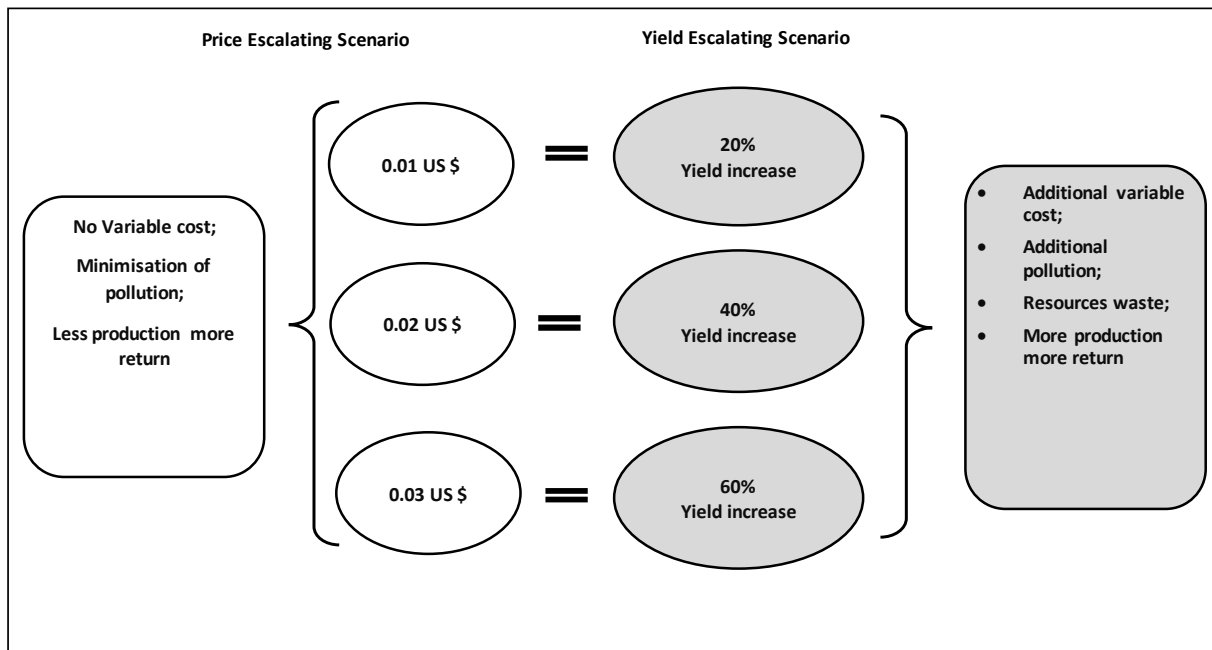 Price Escalating Scenario
Yield Escalating Scenario
No Variable cost;
Minimisation of
pollution;
Less production more
return
0.01 US $
=
20%
Yield increase
0.02 US $
=
40%
Yield increase
0.03 US $
=
60%
Yield increase
• Additional variable
cost;
• Additional
pollution;
• Resources waste;
• More production
more return